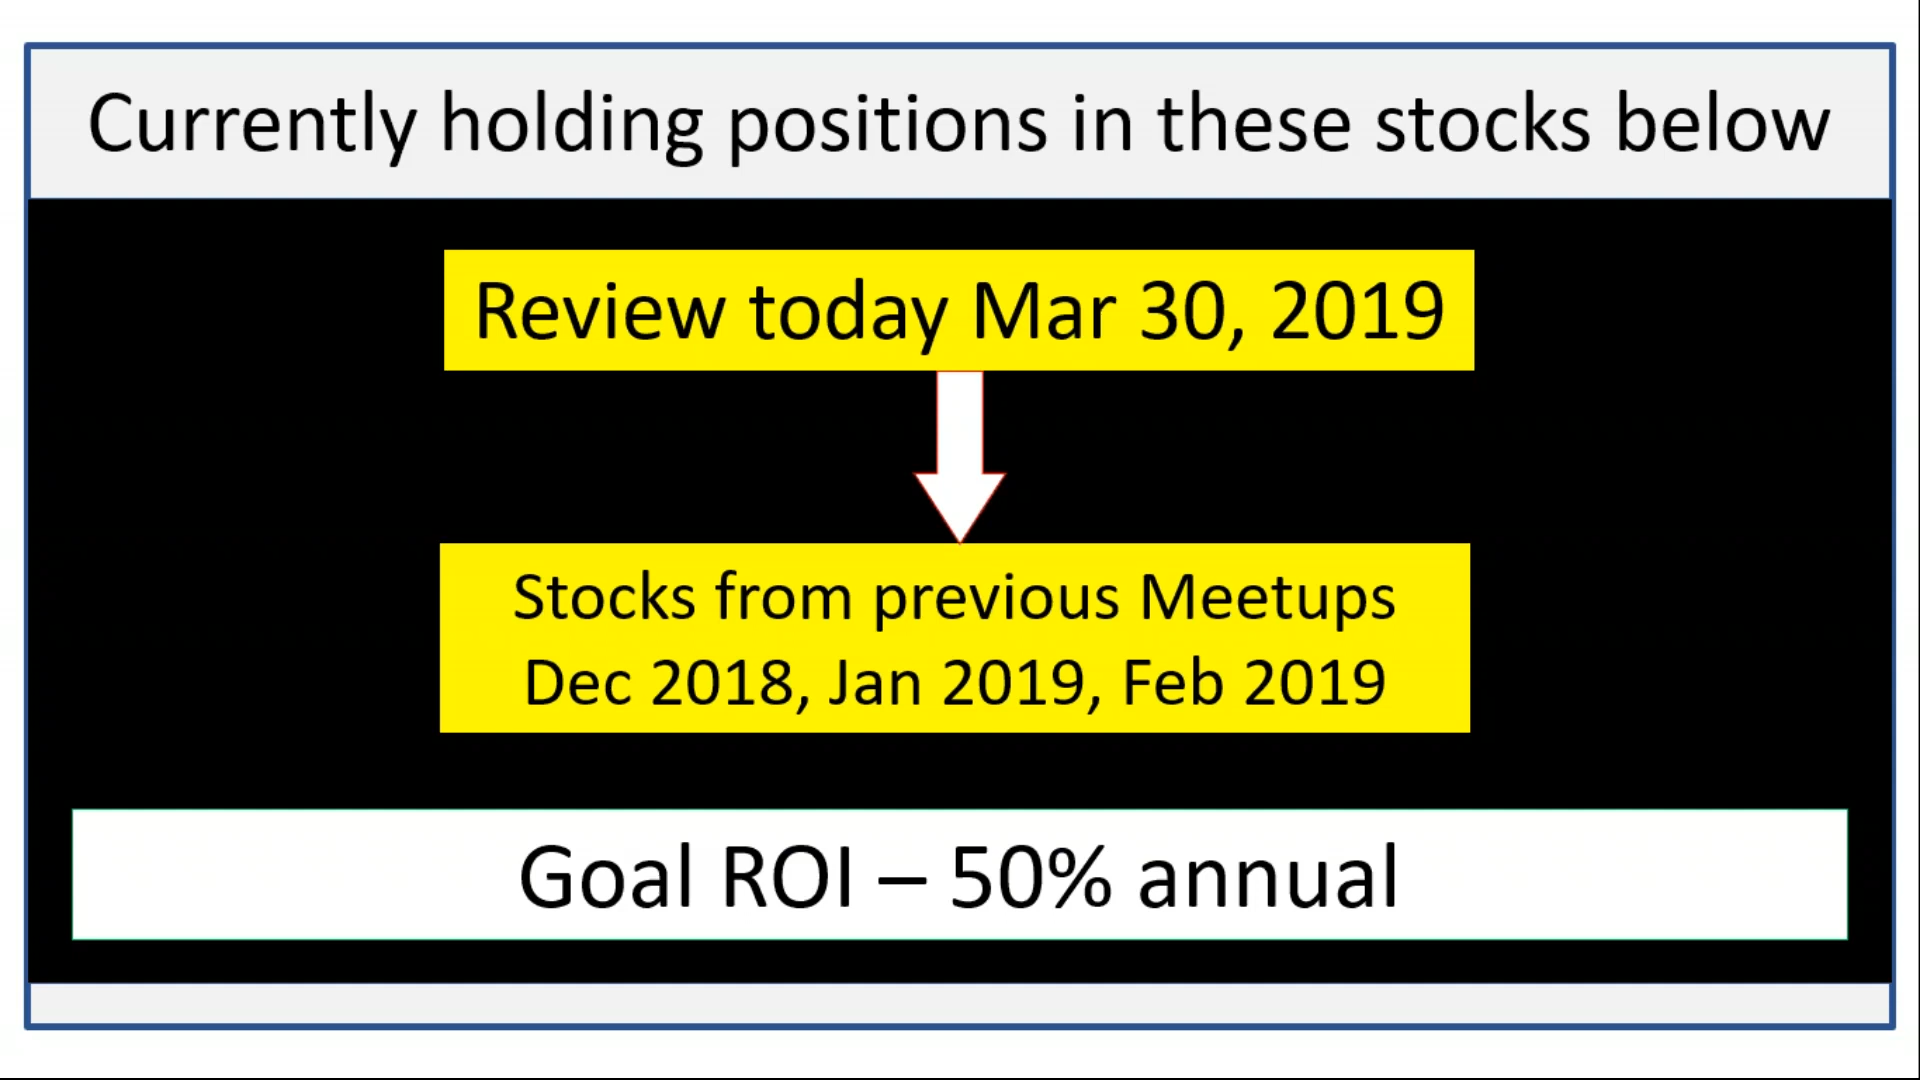 Currently holding positions in these stocks below
Review today Mar 30, 2019
Stocks from previous Meetups
Dec 2018, Jan 2019, Feb 2019
Goal ROI – 50% annual